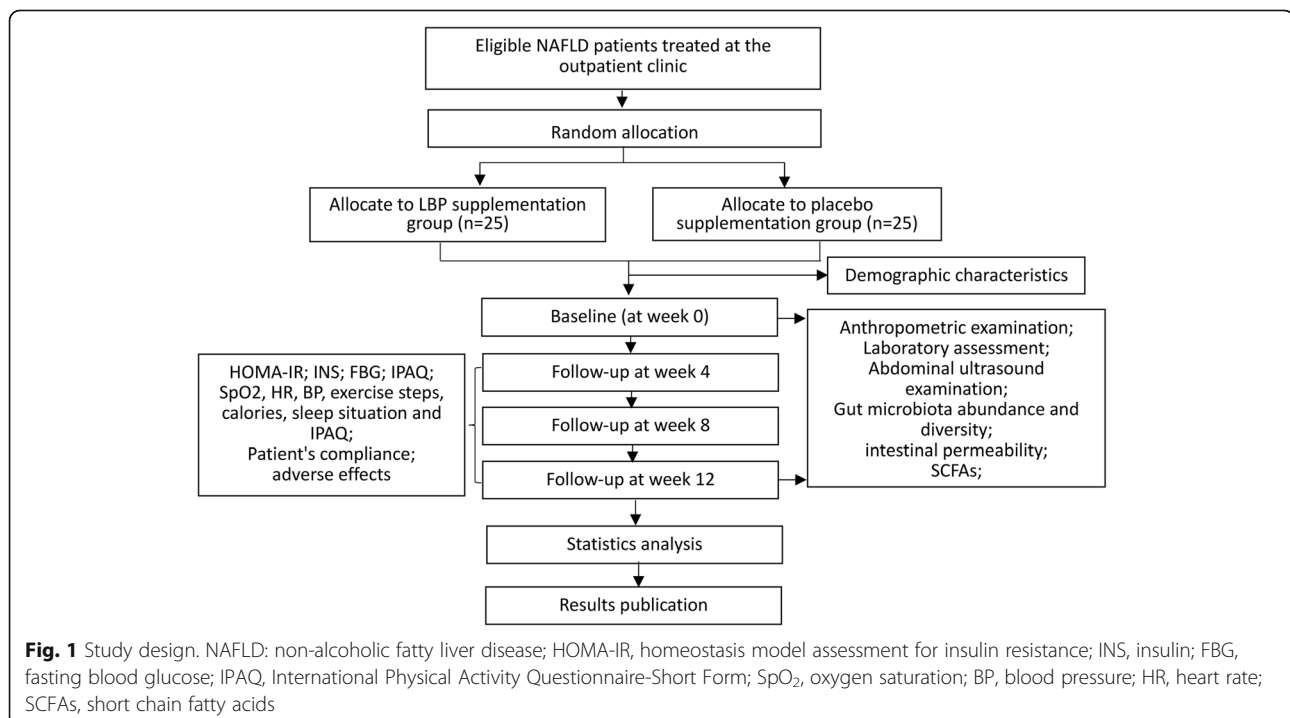 Eligible NAFLD patients treated at the
outpatient clinic
Random allocation
Allocate to LBP supplementation
group (n=25)
Allocate to placebo
supplementation group (n=25)
Demographic characteristics
Baseline (at week 0)
Anthropometric examination;
Laboratory assessment;
Abdominal ultrasound
examination;
Gut microbiota abundance and
diversity;
intestinal permeability;
SCFAs;
HOMA-IR; INS; FBG; IPAQ;
SpO2, HR, BP, exercise steps,
calories, sleep situation and
IPAQ;
Patient's compliance;
adverse effects
Follow-up at week 4
Follow-up at week 8
Follow-up at week 12
Statistics analysis
Results publication
Fig. 1 Study design. NAFLD: non-alcoholic fatty liver disease; HOMA-IR, homeostasis model assessment for insulin resistance; INS, insulin; FBG,
fasting blood glucose; IPAQ, International Physical Activity Questionnaire-Short Form; SpO₂, oxygen saturation; BP, blood pressure; HR, heart rate;
SCFAs, short chain fatty acids